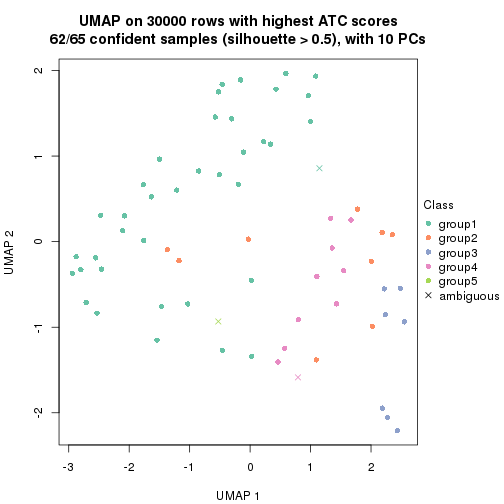 UMAP on 30000 rows with highest ATC scores
62/65 confident samples (silhouette > 0.5), with 10 PCs
2
1
0
-1
-2
UMAP 2
-3
-2
-1
0
1
2
UMAP 1
Class
group1
group2
group3
group4
group5
ambiguous